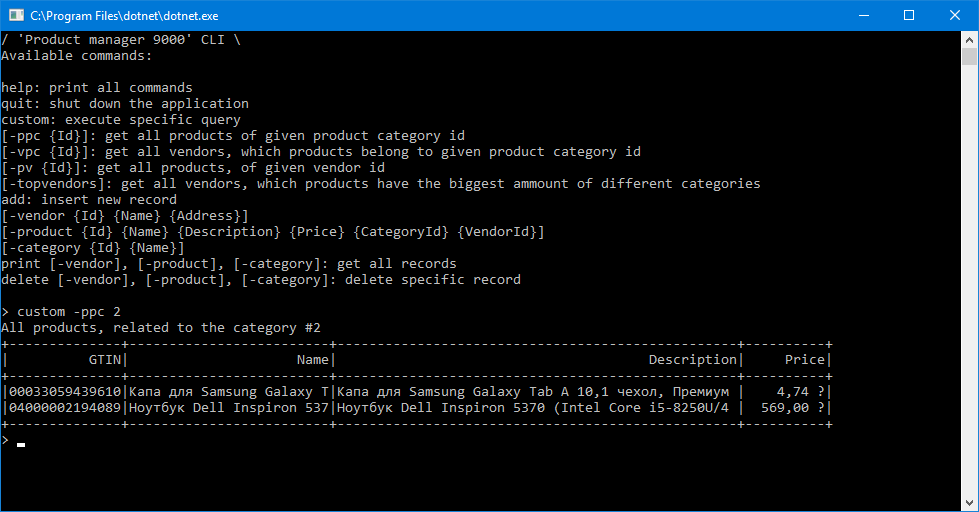 C:\Program Files\dotnet\dotnet.exe
/ 'Product manager 9000' CLI \
Available commands:
help: print all commands
quit: shut down the application
custom: execute specific query
[-ppc {Id}]: get all products of given product category id
[-vpc {Id}]: get all vendors, which products belong to given product category id
[-pv {Id}]: get all products, of given vendor id
[-topvendors]: get all vendors, which products have the biggest ammount of different categories
add: insert new record
[-vendor {Id} {Name} {Address}]
[-product {Id} {Name} {Description} {Price} {CategoryId} {VendorId}]
[-category {Id} {Name}]
print [-vendor], [-product], [-category]: get all records
delete [-vendor], [-product], [-category]: delete specific record
> custom -ppc 2
All products, related to the category #2
+--------------+-------------------------+--------------------------------------------------+----------+
|          GTIN|                     Name|                                       Description|     Price|
+--------------+-------------------------+--------------------------------------------------+----------+
|00033059439610|Капа для Samsung Galaxy T|Капа для Samsung Galaxy Tab A 10,1 чехол, Премиум |    4,74 ?|
|04000002194089|Ноутбук Dell Inspiron 537|Ноутбук Dell Inspiron 5370 (Intel Core i5-8250U/4 |  569,00 ?|
+--------------+-------------------------+--------------------------------------------------+----------+
>